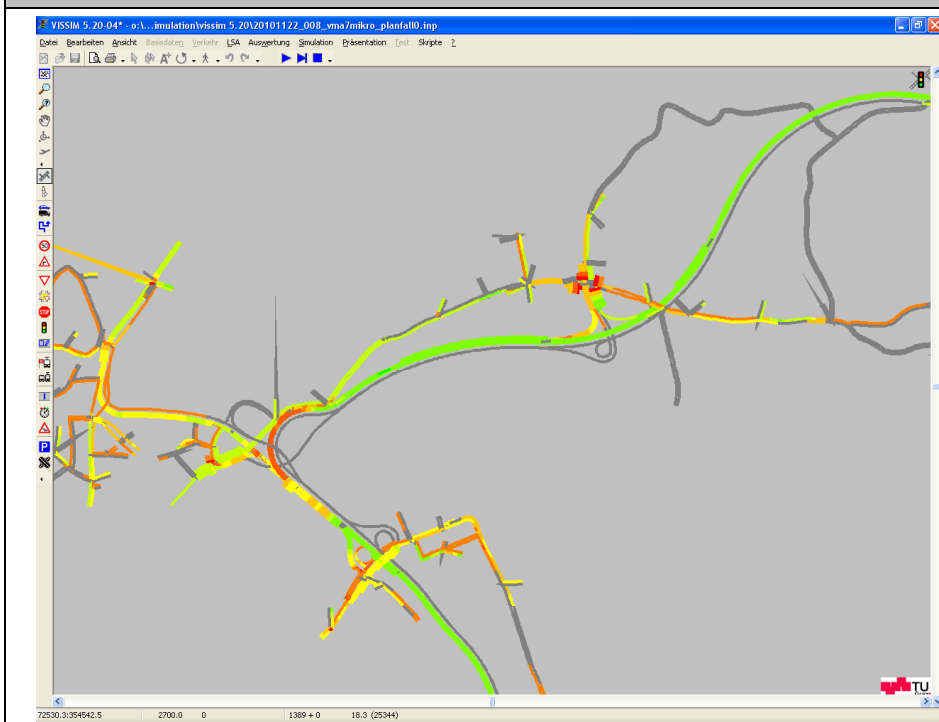 VISSIM 5.20-04* - o:\...imulation\vissim 5.20\20101122_008_vma7mikro_planfall0.inp
Datei Bearbeiten Ansicht Basisdaten Verkehr LSA Auswertung Simulation Präsentation Test Skripte ?
TU
72530.3:354542.5 2700.0 0 1389 + 0 18.3 (25344)